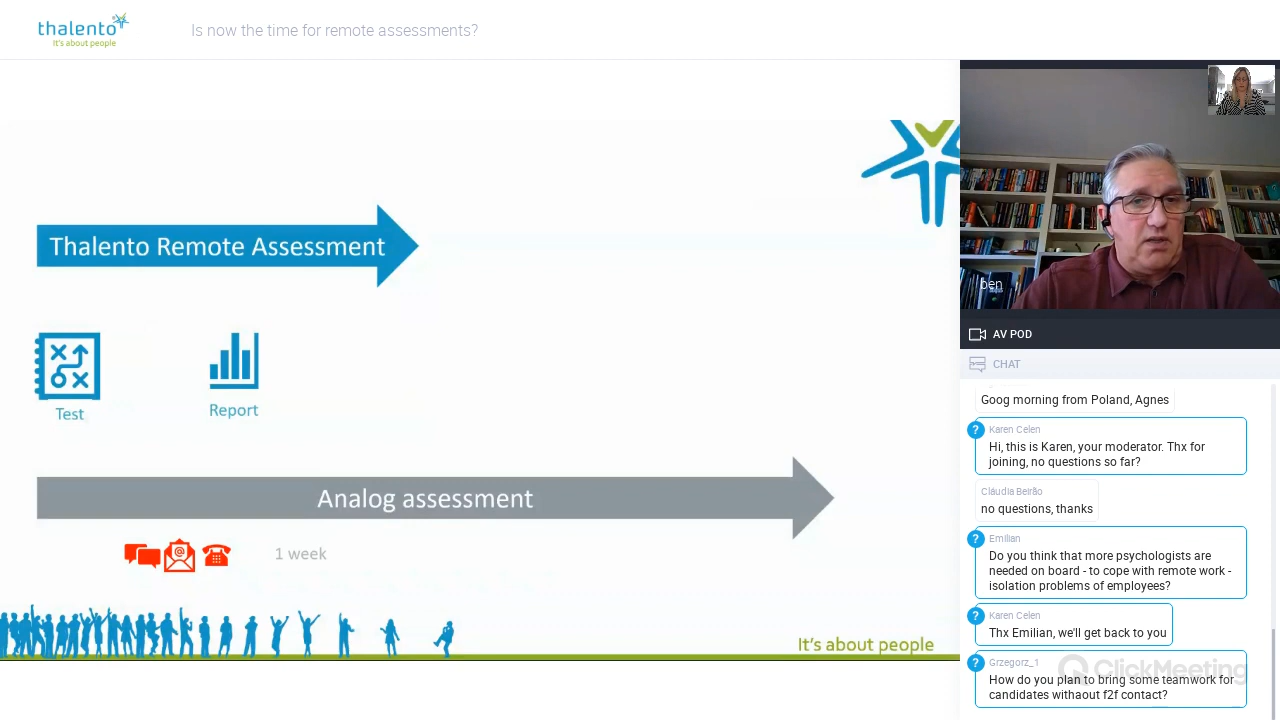 thalento
It's about people
Is now the time for remote assessments?
Thalento Remote Assessment
Test
Report
Analog assessment
1 week
It's about people
ben
AV POD
CHAT
Goog morning from Poland, Agnes
?
Karen Celen
Hi, this is Karen, your moderator. Thx for
joining, no questions so far?
Cláudia Beirão
no questions, thanks
?
Emilian
Do you think that more psychologists are
needed on board - to cope with remote work -
isolation problems of employees?
?
Karen Celen
Thx Emilian, we'll get back to you
?
Grzegorz_1
How do you plan to bring some teamwork for
candidates withaout f2f contact?
ClickMeeting